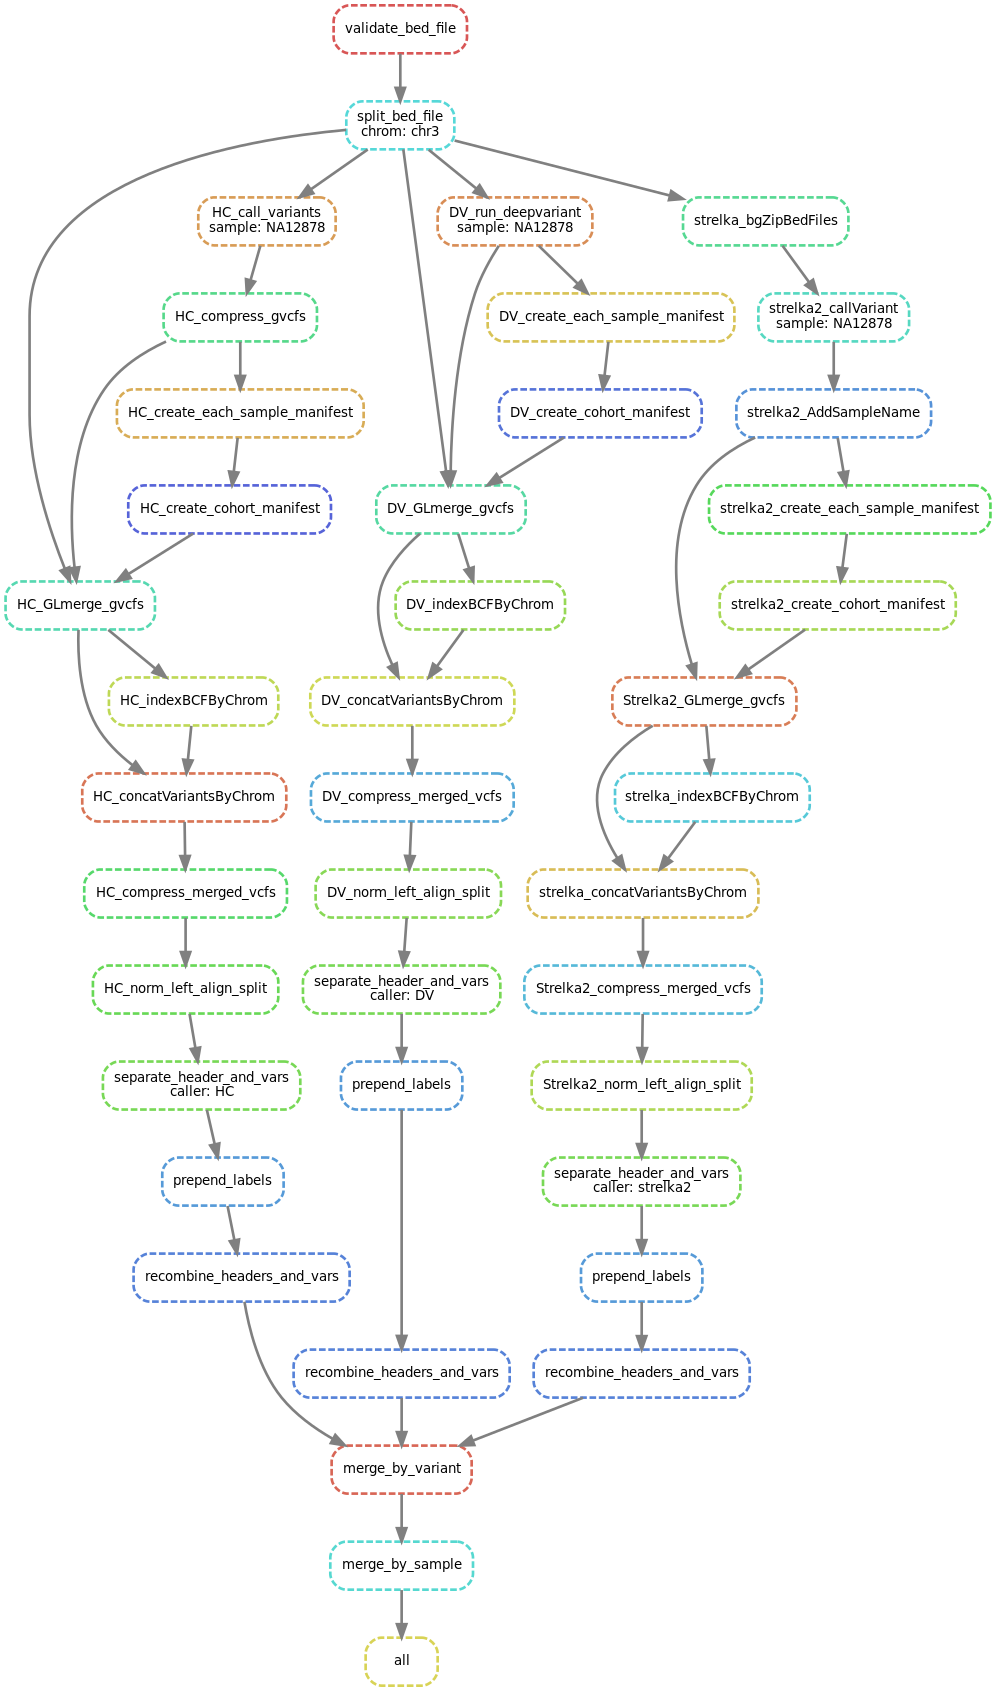 validate_bed_file
split_bed_file
chrom: chr3
HC_call_variants
sample: NA12878
DV_run_deepvariant
sample: NA12878
strelka_bgZipBedFiles
HC_compress_gvcfs
DV_create_each_sample_manifest
strelka2_callVariant
sample: NA12878
HC_create_each_sample_manifest
DV_create_cohort_manifest
strelka2_AddSampleName
HC_create_cohort_manifest
DV_GLmerge_gvcfs
strelka2_create_each_sample_manifest
HC_GLmerge_gvcfs
DV_indexBCFByChrom
strelka2_create_cohort_manifest
HC_indexBCFByChrom
DV_concatVariantsByChrom
Strelka2_GLmerge_gvcfs
HC_concatVariantsByChrom
DV_compress_merged_vcfs
strelka_indexBCFByChrom
HC_compress_merged_vcfs
DV_norm_left_align_split
strelka_concatVariantsByChrom
HC_norm_left_align_split
separate_header_and_vars
caller: DV
Strelka2_compress_merged_vcfs
separate_header_and_vars
caller: HC
prepend_labels
Strelka2_norm_left_align_split
prepend_labels
separate_header_and_vars
caller: strelka2
recombine_headers_and_vars
prepend_labels
recombine_headers_and_vars
recombine_headers_and_vars
merge_by_variant
merge_by_sample
all